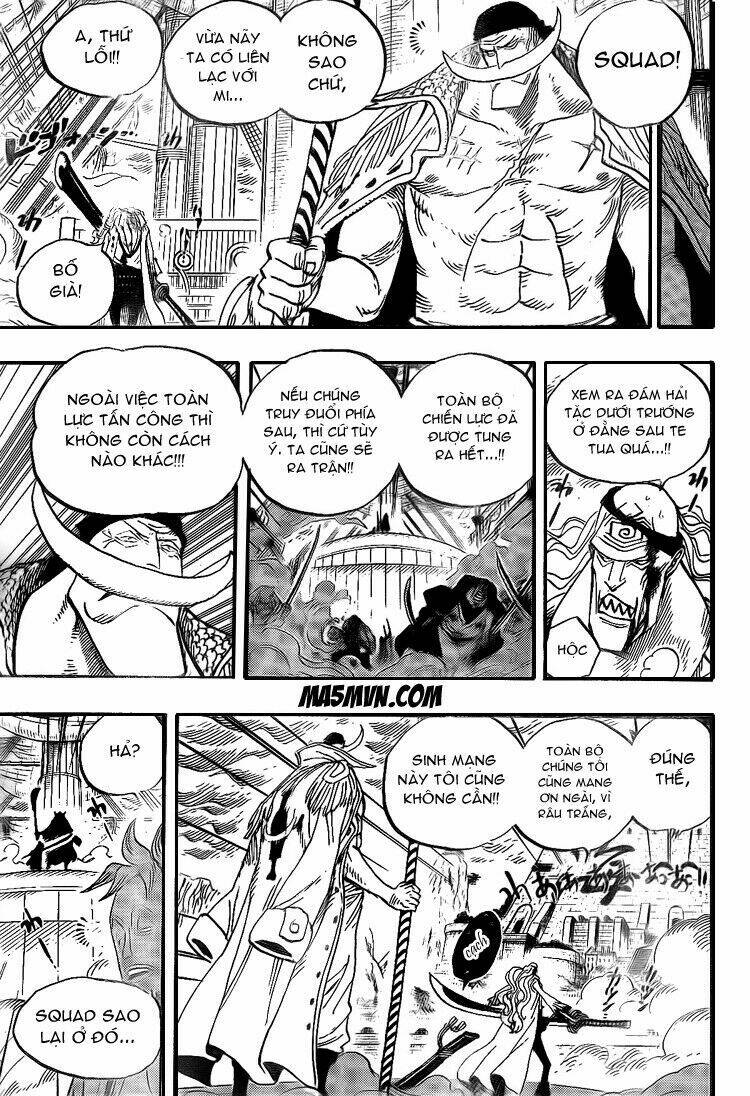 SQUAD!
KHÔNG
SAO
CHỨ,
VỪA NÃY
TA CÓ LIÊN
LẠC VỚI
MI...
A, THỨ
LỖI!!
BỐ
GIÀ!
XEM RA ĐÁM HẢI
TẶC DƯỚI TRƯỚNG
Ở ĐẰNG SAU TE
TUA QUÁ...!!
HỘC
TOÀN BỘ
CHIẾN LỰC ĐÃ
ĐƯỢC TUNG
RA HẾT...!!
NẾU CHÚNG
TRUY ĐUỔI PHÍA
SAU, THÌ CỨ TÙY
Ý. TA CŨNG SẼ
RA TRẬN!!
NGOÀI VIỆC TOÀN
LỰC TẤN CÔNG THÌ
KHÔNG CÒN CÁCH
NÀO KHÁC!!!
MA5MVN.COM
ĐÚNG
THẾ,
TOÀN BỘ
CHÚNG TÔI
CŨNG MANG
ƠN NGÀI, VÌ
RÂU TRẮNG,
SINH MẠNG
NÀY TÔI CŨNG
KHÔNG CẦN!!
CẠCH
HẢ?
SQUAD SAO
LẠI Ở ĐÓ...